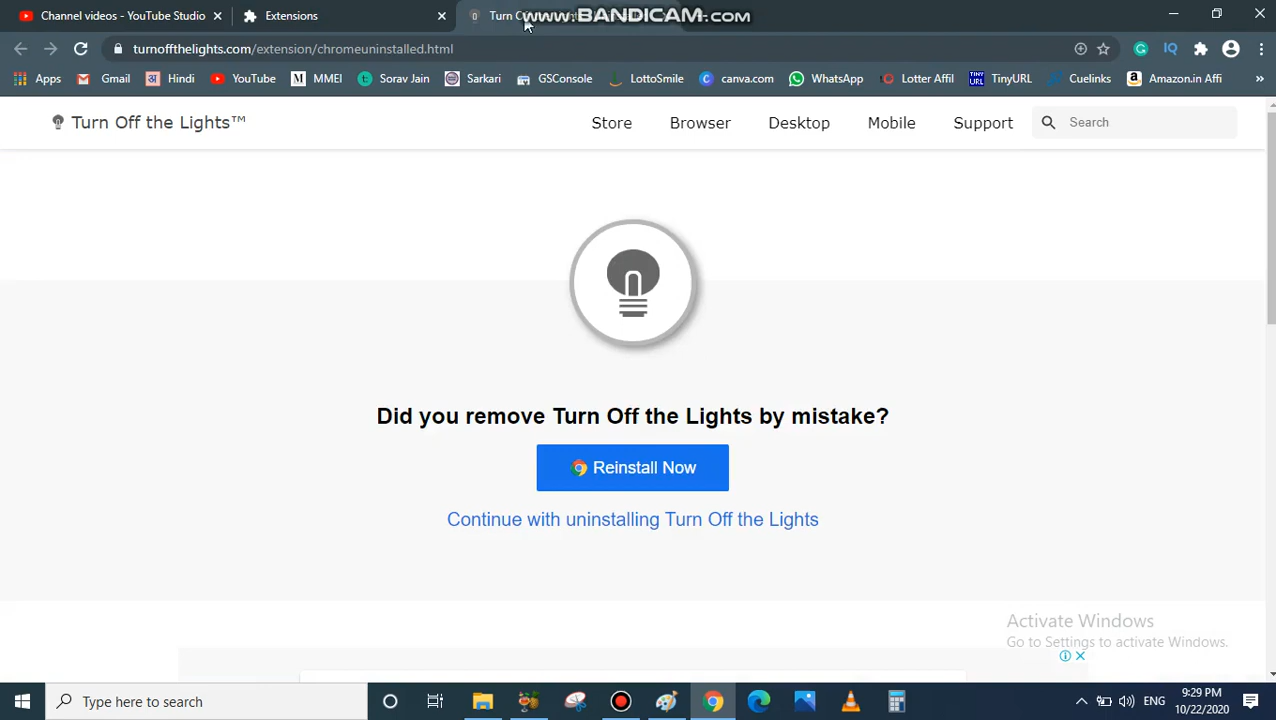 Channel videos - YouTube Studio
Extensions
Turn
www.BANDICAM.COM
turnoffthelights.com/extension/chromeuninstalled.html
Apps Gmail Hindi YouTube MMEI Sorav Jain Sarkari GSConsole LottoSmile canva.com WhatsApp Lotter Affil TinyURL Cuelinks Amazon.in Affi »
Turn Off the Lights™
Store Browser Desktop Mobile Support Search
Did you remove Turn Off the Lights by mistake?
Reinstall Now
Continue with uninstalling Turn Off the Lights
Activate Windows
Go to Settings to activate Windows.
Type here to search
ENG
9:29 PM
10/22/2020